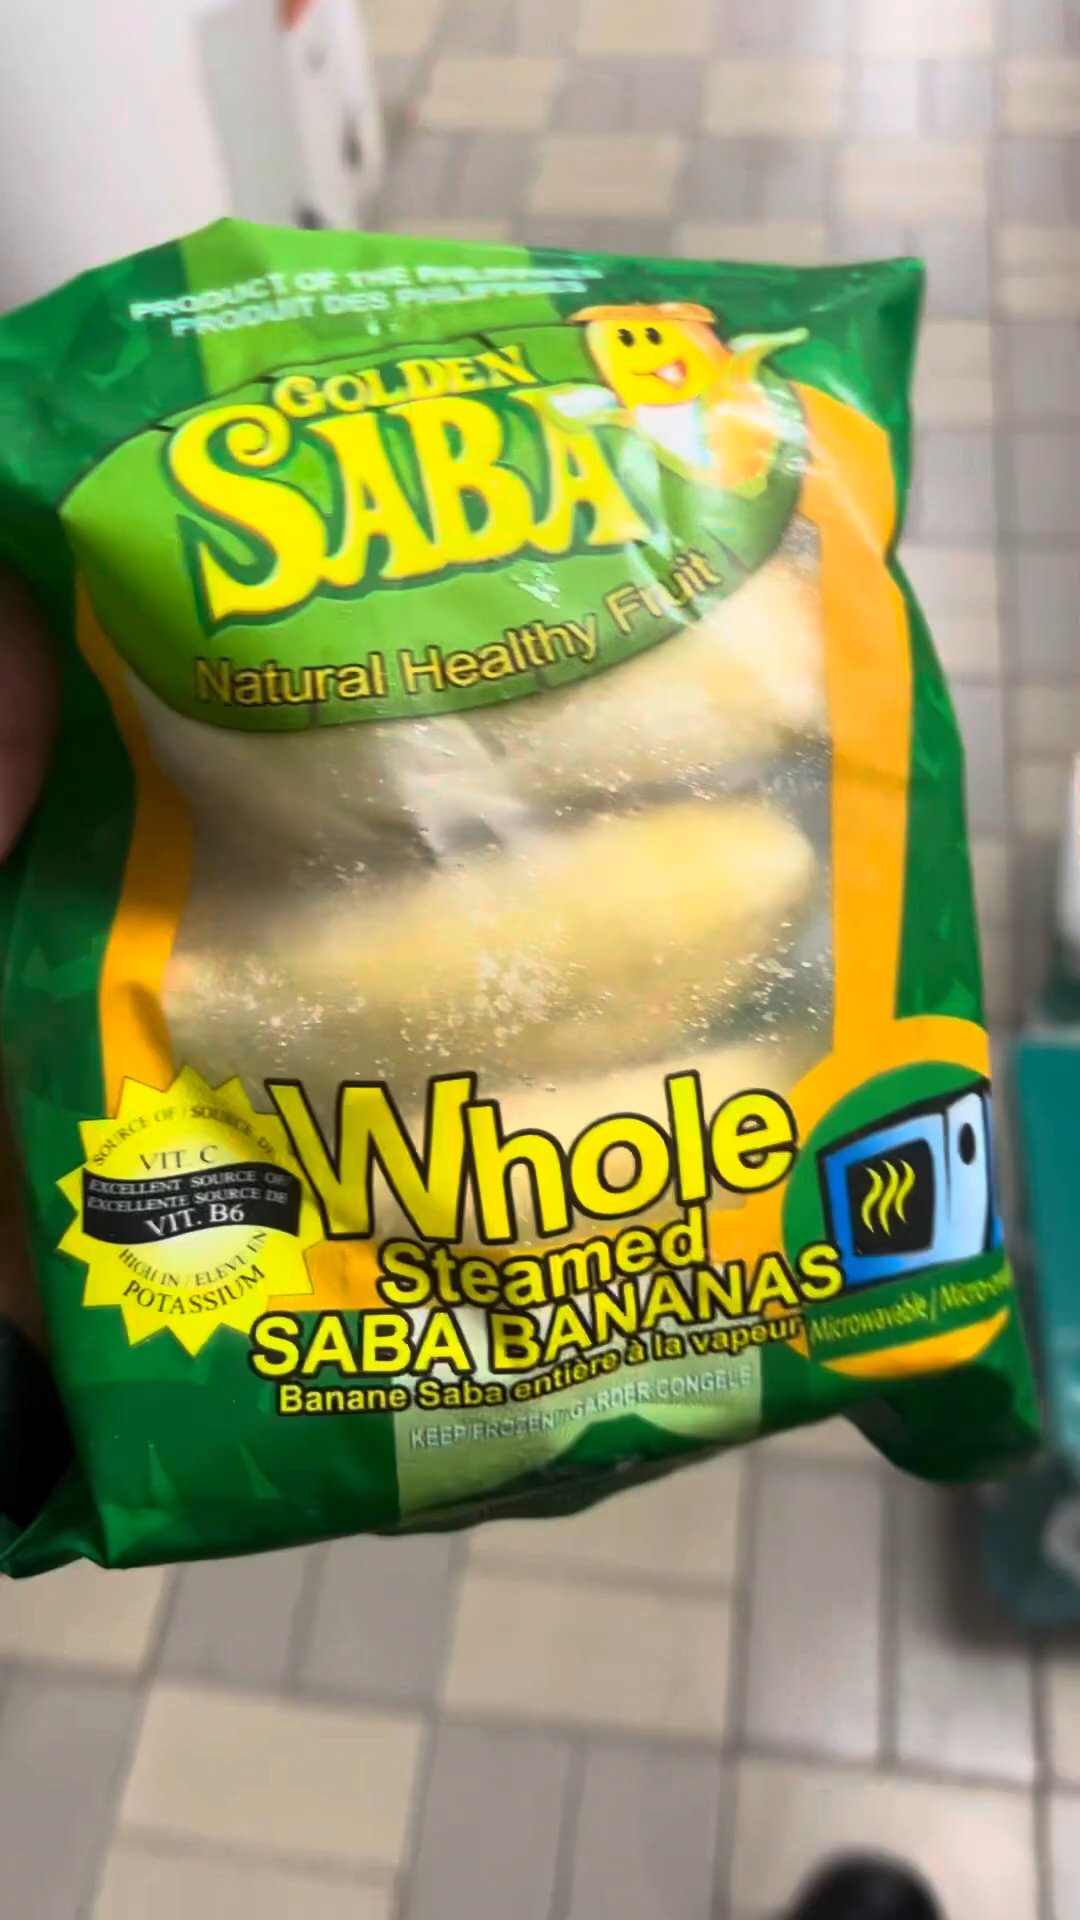 PRODUCT OF THE PHILIPPINES
PRODUIT DES PHILIPPINES
GOLDEN
SABA
Natural Healthy Fruit
SOURCE OF / SOURCE DE
VIT. C
EXCELLENT SOURCE OF
EXCELLENTE SOURCE DE
VIT. B6
HIGH IN / ELEVE EN
POTASSIUM
Whole
Steamed
SABA BANANAS
Banane Saba entière à la vapeur
Microwavable /
KEEP FROZEN / GARDER CONGELE